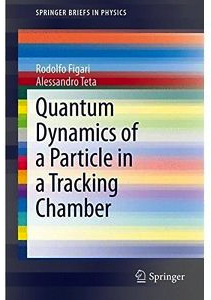 SPRINGER BRIEFS IN PHYSICS
Rodolfo Figari
Alessandro Teta
Quantum
Dynamics of
a Particle in
a Tracking
Chamber
Springer